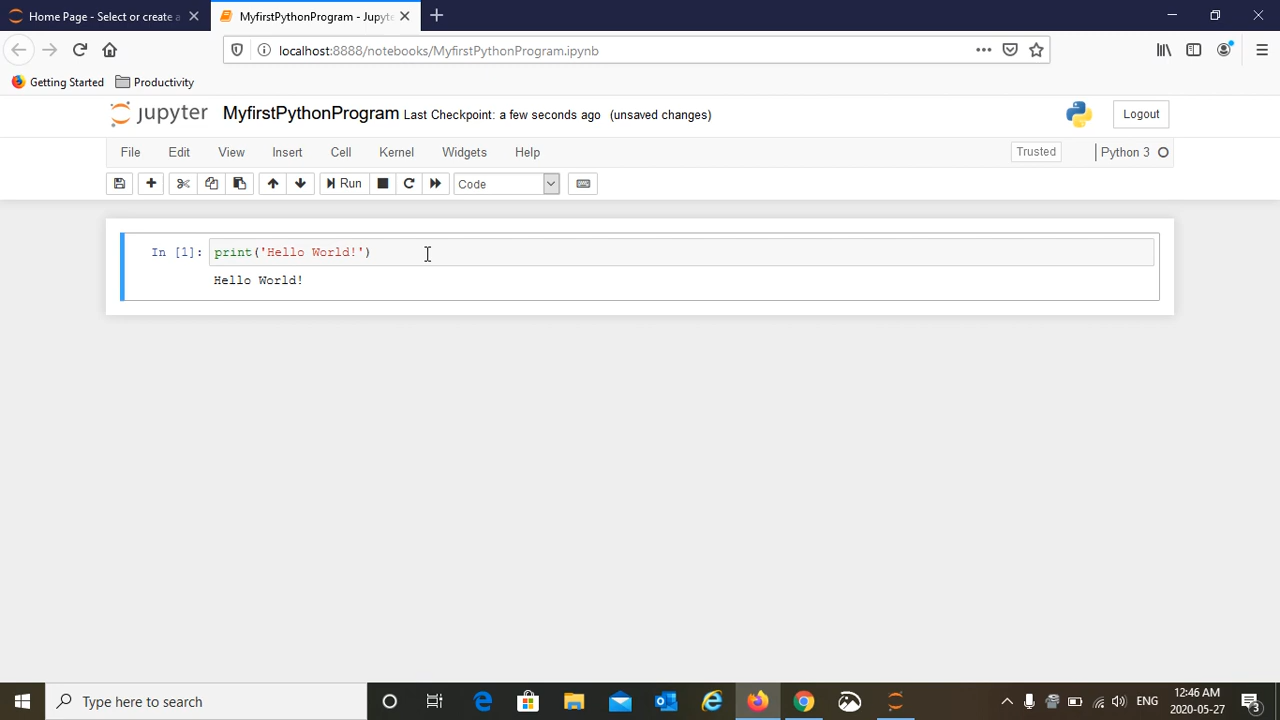 Home Page - Select or create a
MyfirstPythonProgram - Jupyte
localhost:8888/notebooks/MyfirstPythonProgram.ipynb
Getting Started
Productivity
jupyter
MyfirstPythonProgram Last Checkpoint: a few seconds ago (unsaved changes)
Logout
File Edit View Insert Cell Kernel Widgets Help
Trusted
Python 3
Run
Code
In [1]: print('Hello World!')
Hello World!
Type here to search
ENG
12:46 AM
2020-05-27
3